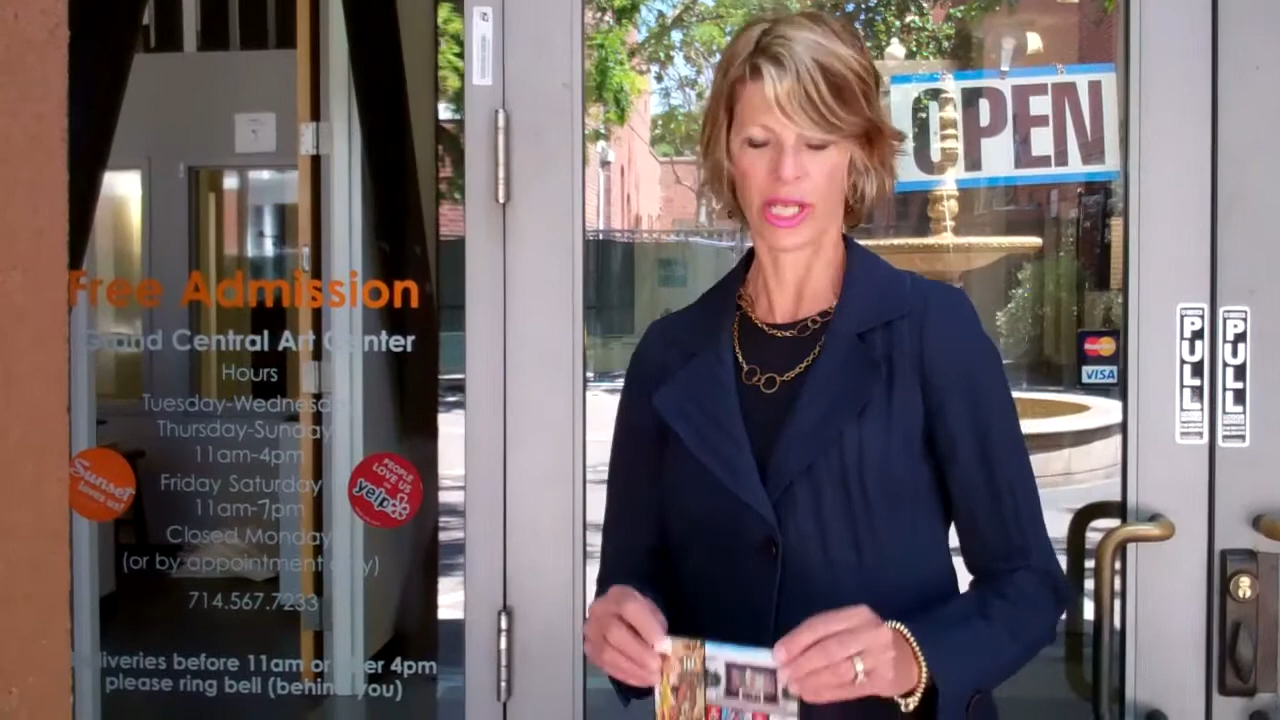 OPEN
Free Admission
Grand Central Art Center
Hours
Tuesday-Wednesday
Thursday-Sunday
11am-4pm
Friday Saturday
11am-7pm
Closed Monday
(or by appointment only)
714.567.7233
deliveries before 11am or after 4pm
please ring bell (behind you)
Sunset
loves us!
PEOPLE
LOVE US
ON
yelp
MasterCard
VISA
PULL
PULL